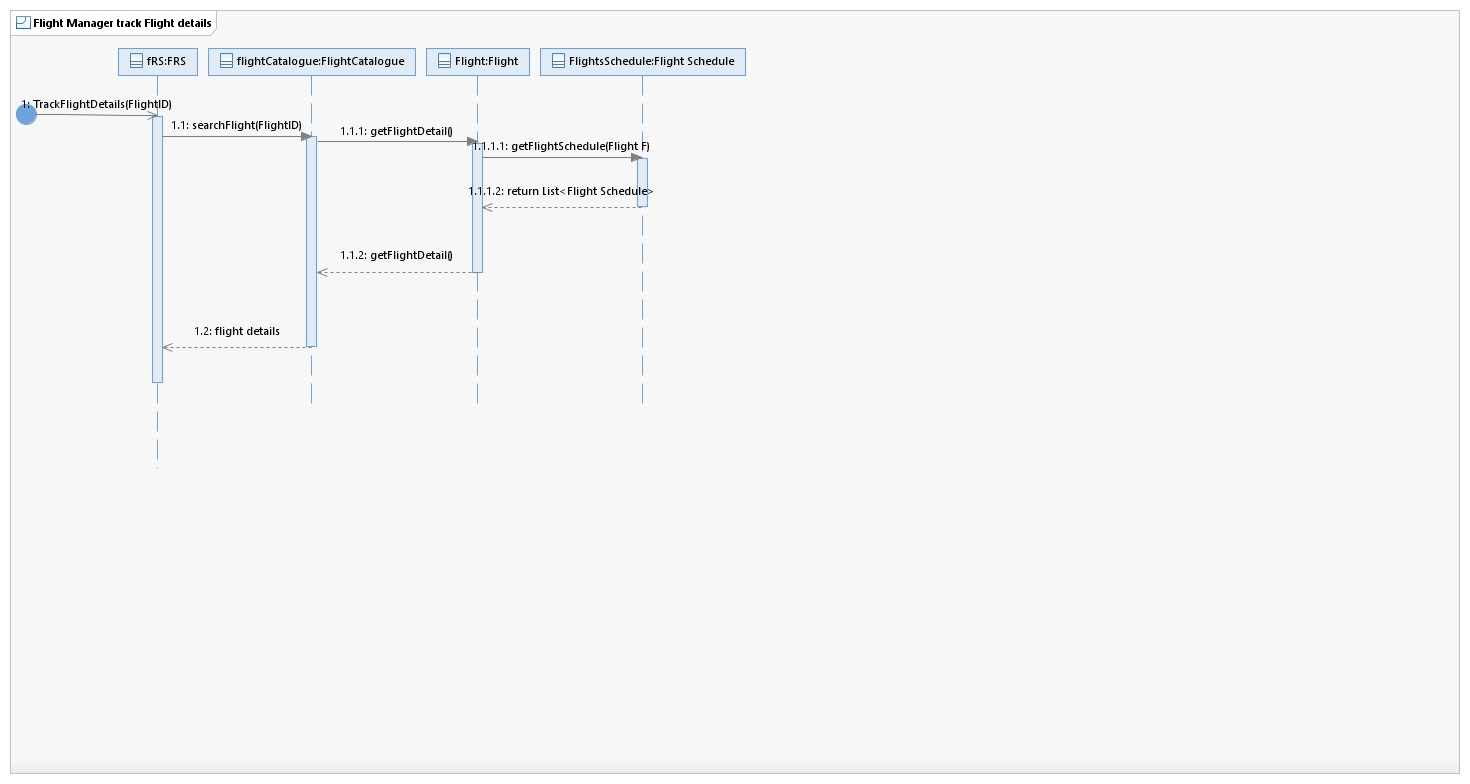 Flight Manager track Flight details
fRS:FRS
flightCatalogue:FlightCatalogue
Flight:Flight
FlightsSchedule:Flight Schedule
1: TrackFlightDetails(FlightID)
1.1: searchFlight(FlightID)
1.1.1: getFlightDetail()
1.1.1.1: getFlightSchedule(Flight F)
1.1.1.2: return List<Flight Schedule>
1.1.2: getFlightDetail()
1.2: flight details